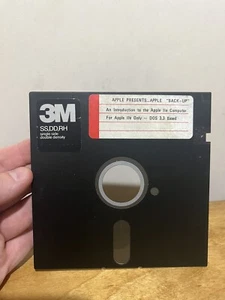 3M
SS,DD,RH
single side
double density
APPLE PRESENTS..APPLE "BACK-UP"
An Introduction to the Apple IIe Computer
For Apple IIe Only - DOS 3.3 Based